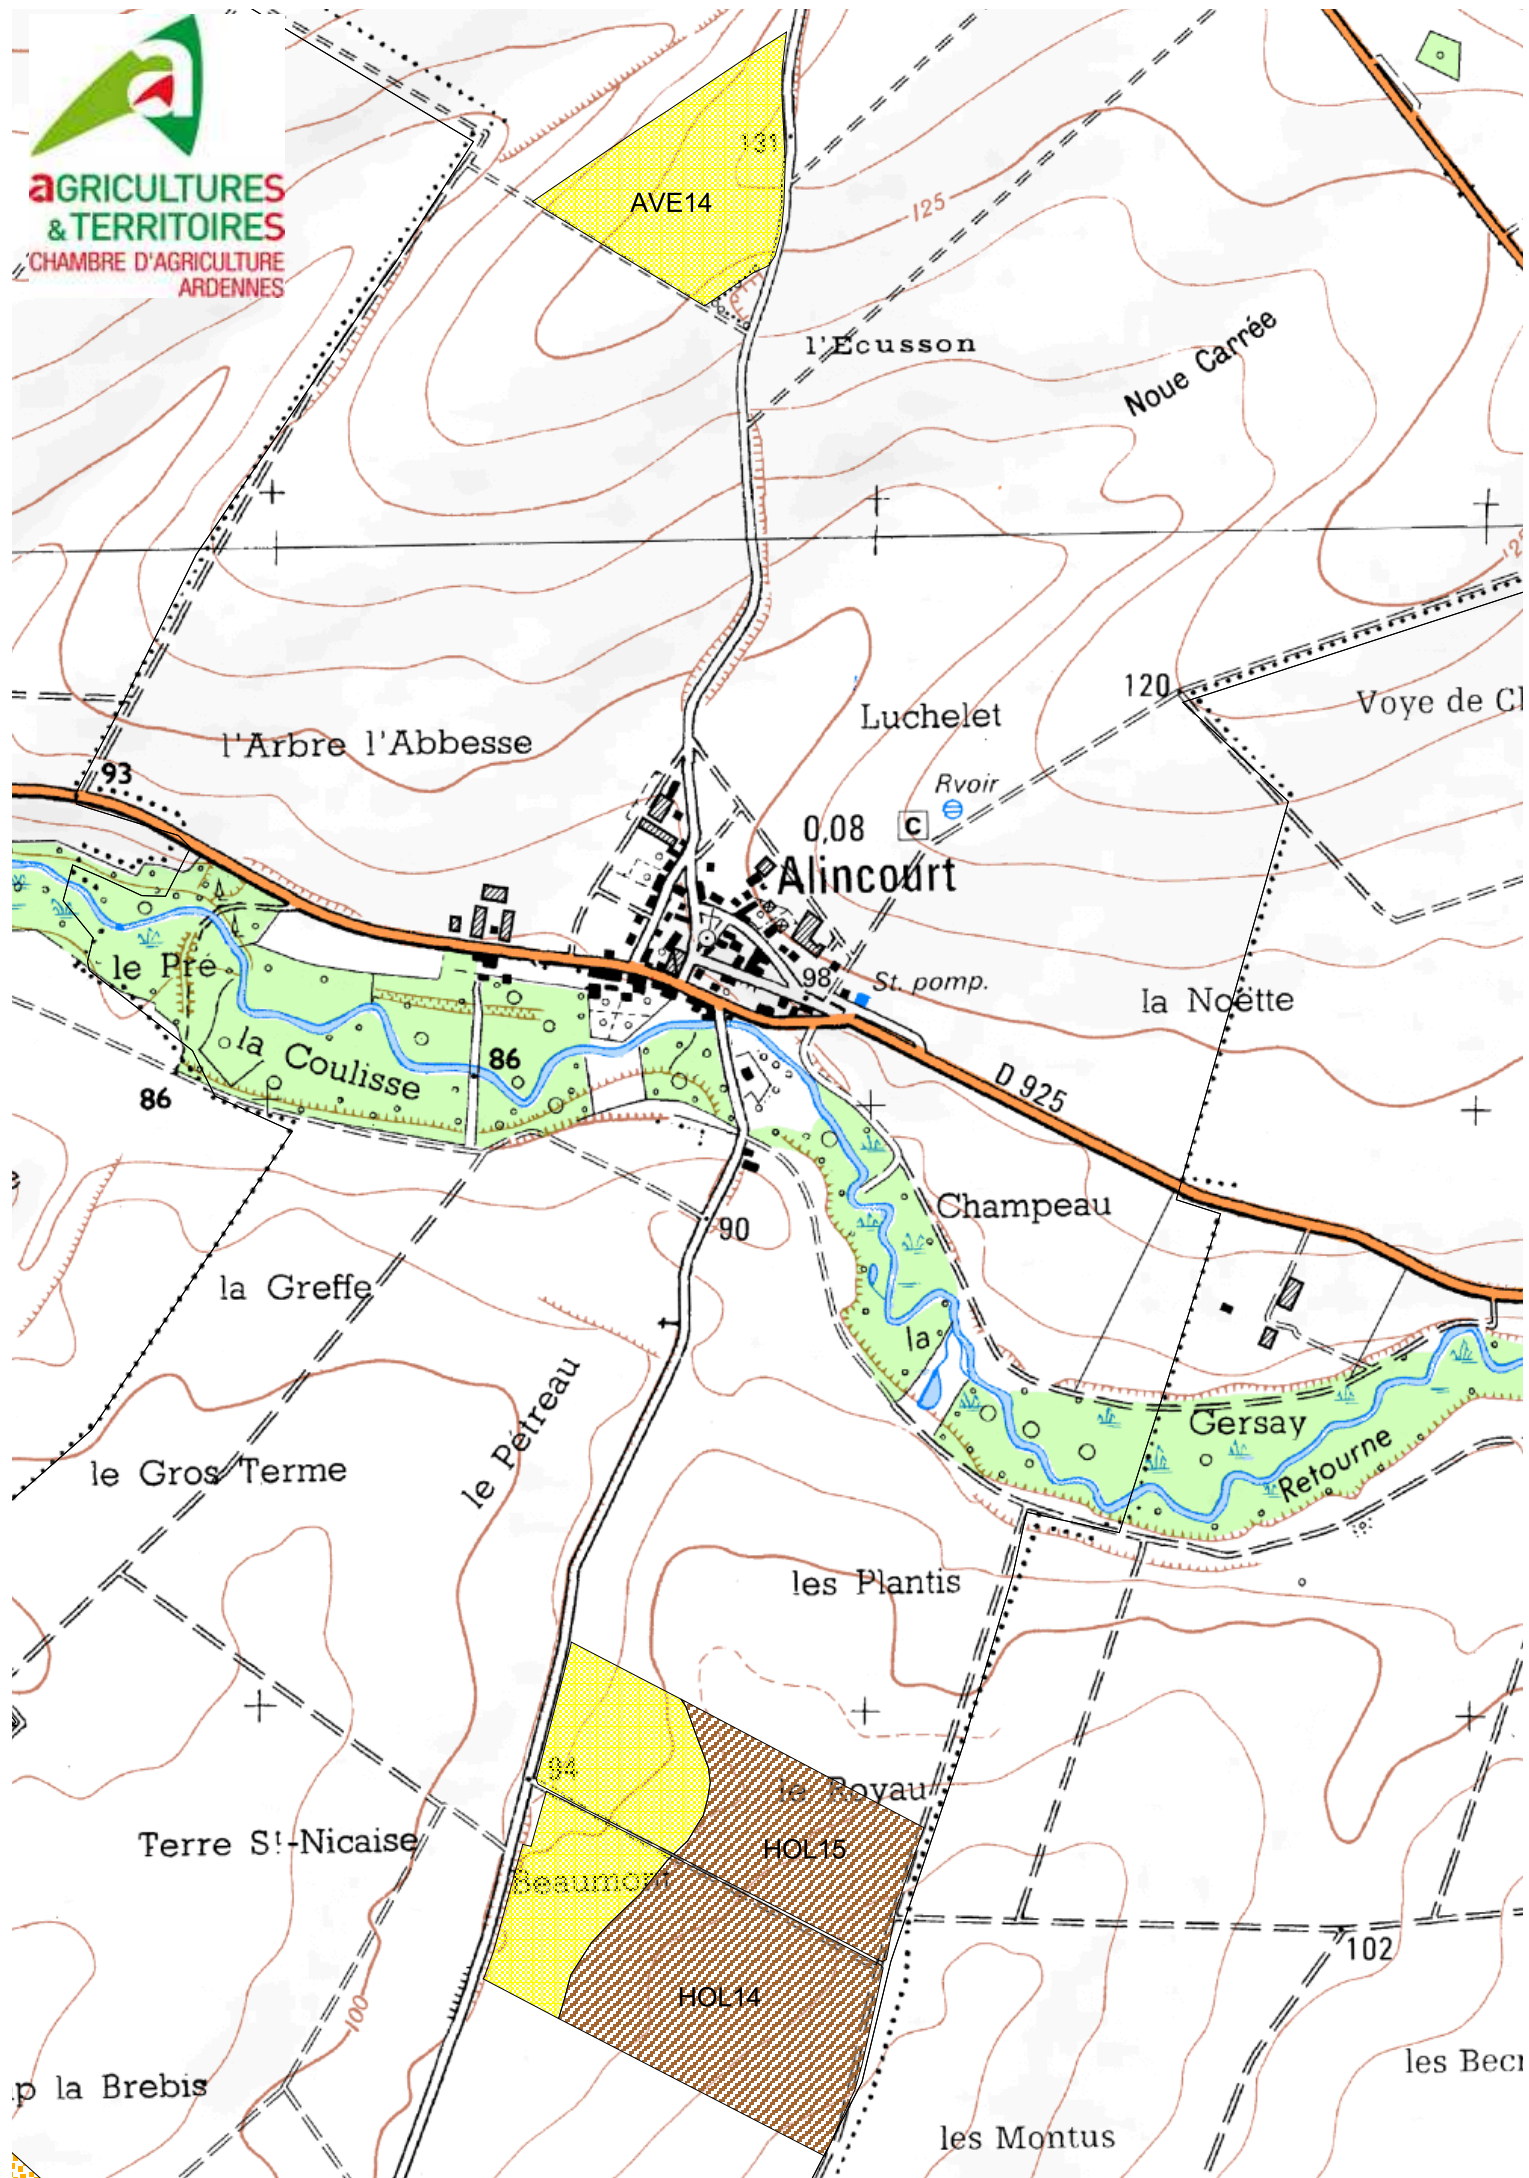 a
aGRICULTURES
& TERRITOIRES
CHAMBRE D'AGRICULTURE
ARDENNES
131
AVE14
125
l'Ecusson
Noue Carrée
125
120
Voye de Cl
Luchelet
l'Arbre l'Abbesse
93
Rvoir
C
0,08
Alincourt
98
St. pomp.
la Noëtte
le Pré
la Coulisse
86
86
D 925
Champeau
90
la Greffe
la
Gersay
Retourne
le Pétreau
le Gros Terme
les Plantis
94
le Royau
HOL15
Terre St-Nicaise
Beaumont
HOL14
102
100
les Becr
p la Brebis
les Montus